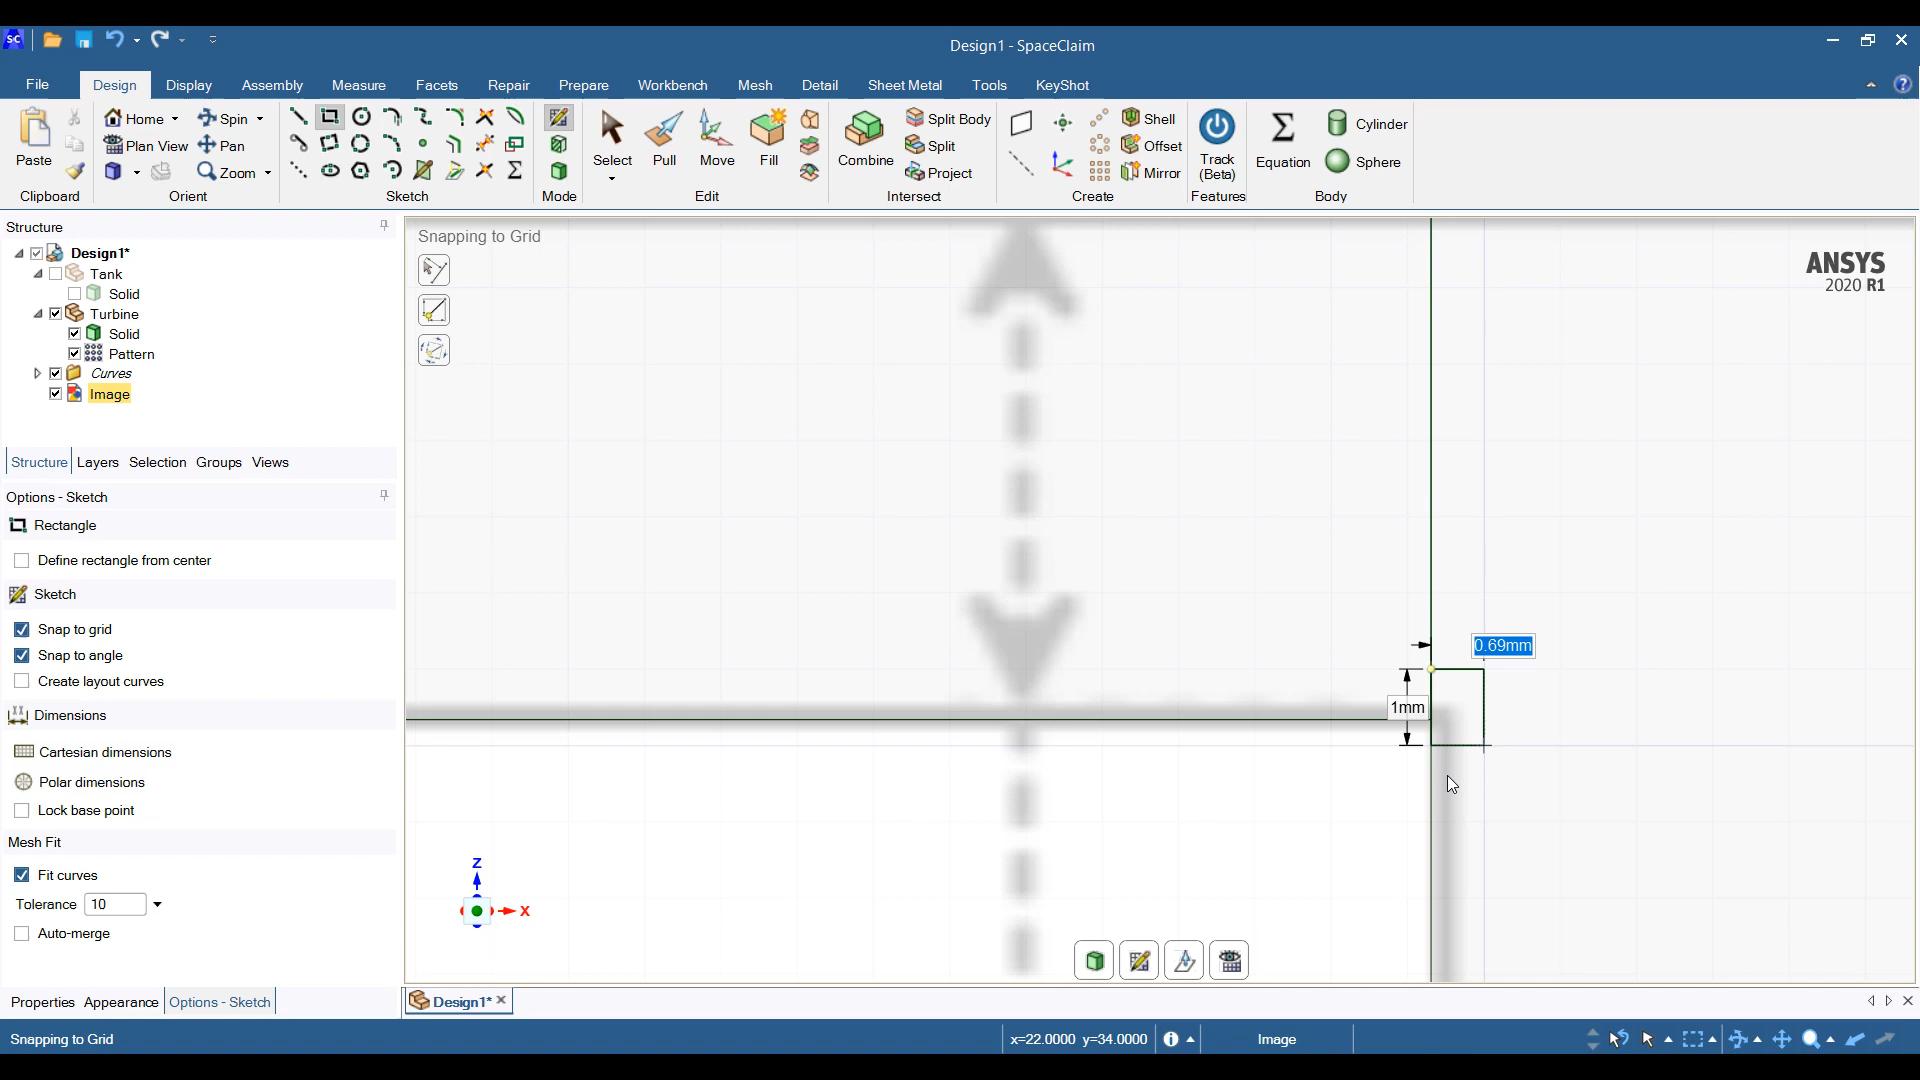 SC
Design1 - SpaceClaim
File Design Display Assembly Measure Facets Repair Prepare Workbench Mesh Detail Sheet Metal Tools KeyShot
Paste
Home Spin
Plan View Pan
Zoom
Select Pull Move Fill
Combine
Split Body
Split
Project
Shell
Offset
Mirror
Track
(Beta)
Equation
Cylinder
Sphere
Clipboard Orient Sketch Mode Edit Intersect Create Features Body
Structure
Design1*
Tank
Solid
Turbine
Solid
Pattern
Curves
Image
Structure Layers Selection Groups Views
Options - Sketch
Rectangle
Define rectangle from center
Sketch
Snap to grid
Snap to angle
Create layout curves
Dimensions
Cartesian dimensions
Polar dimensions
Lock base point
Mesh Fit
Fit curves
Tolerance 10
Auto-merge
Properties Appearance Options - Sketch
Snapping to Grid
ANSYS
2020 R1
0.69mm
1mm
Z
X
Design1*
Snapping to Grid x=22.0000 y=34.0000 Image